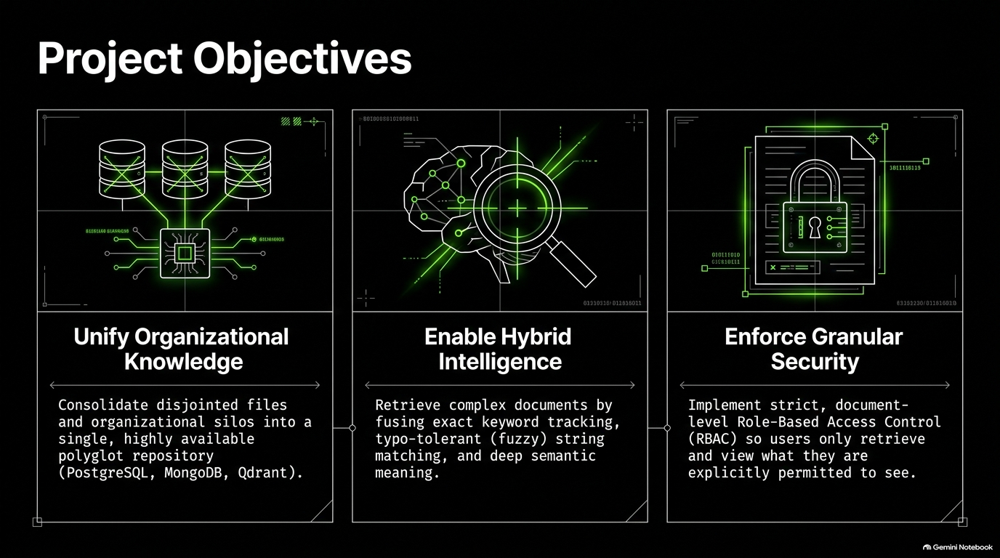 Project Objectives
Unify Organizational
Knowledge
Consolidate disjointed files
and organizational silos into a
single, highly available
polyglot repository
(PostgreSQL, MongoDB, Qdrant).
Enable Hybrid
Intelligence
Retrieve complex documents by
fusing exact keyword tracking,
typo-tolerant (fuzzy) string
matching, and deep semantic
meaning.
Enforce Granular
Security
Implement strict, document-
level Role-Based Access Control
(RBAC) so users only retrieve
and view what they are
explicitly permitted to see.
Gemini Notebook